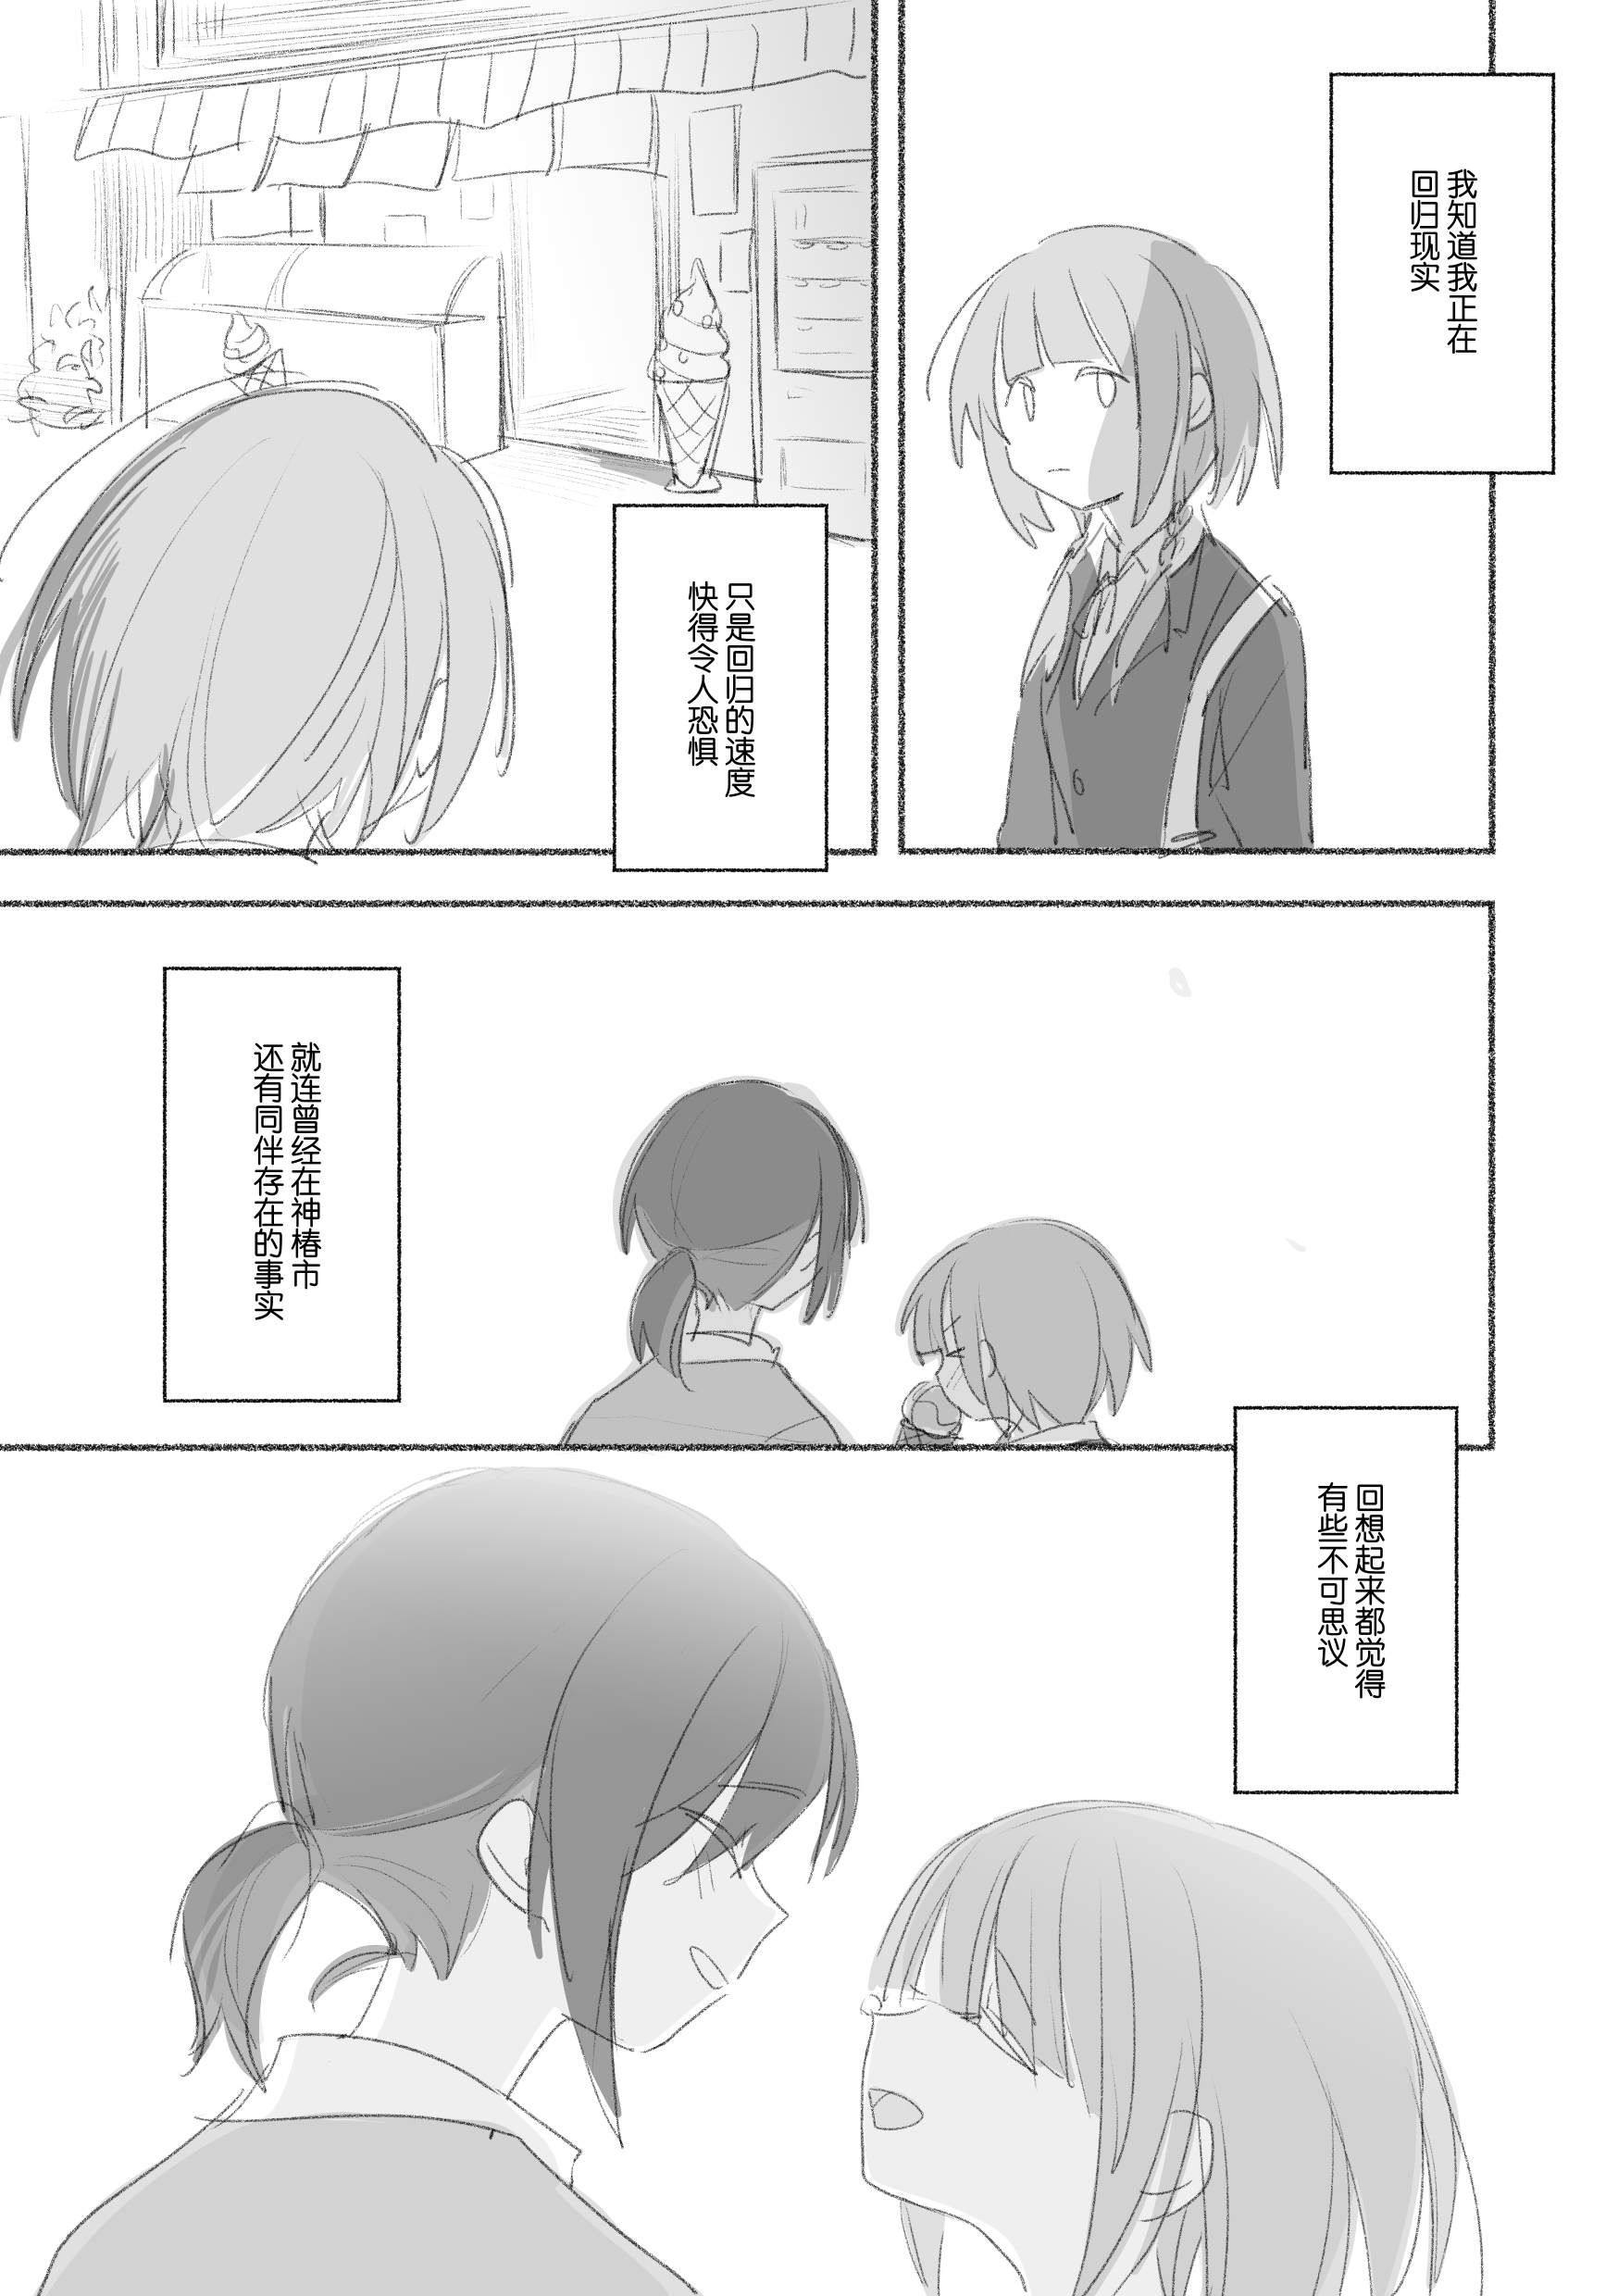 我知道我正在
回归现实
只是回归的速度
快得令人恐惧
就连曾经在神椿市
还有同伴存在的事实
回想起来都觉得
有些不可思议